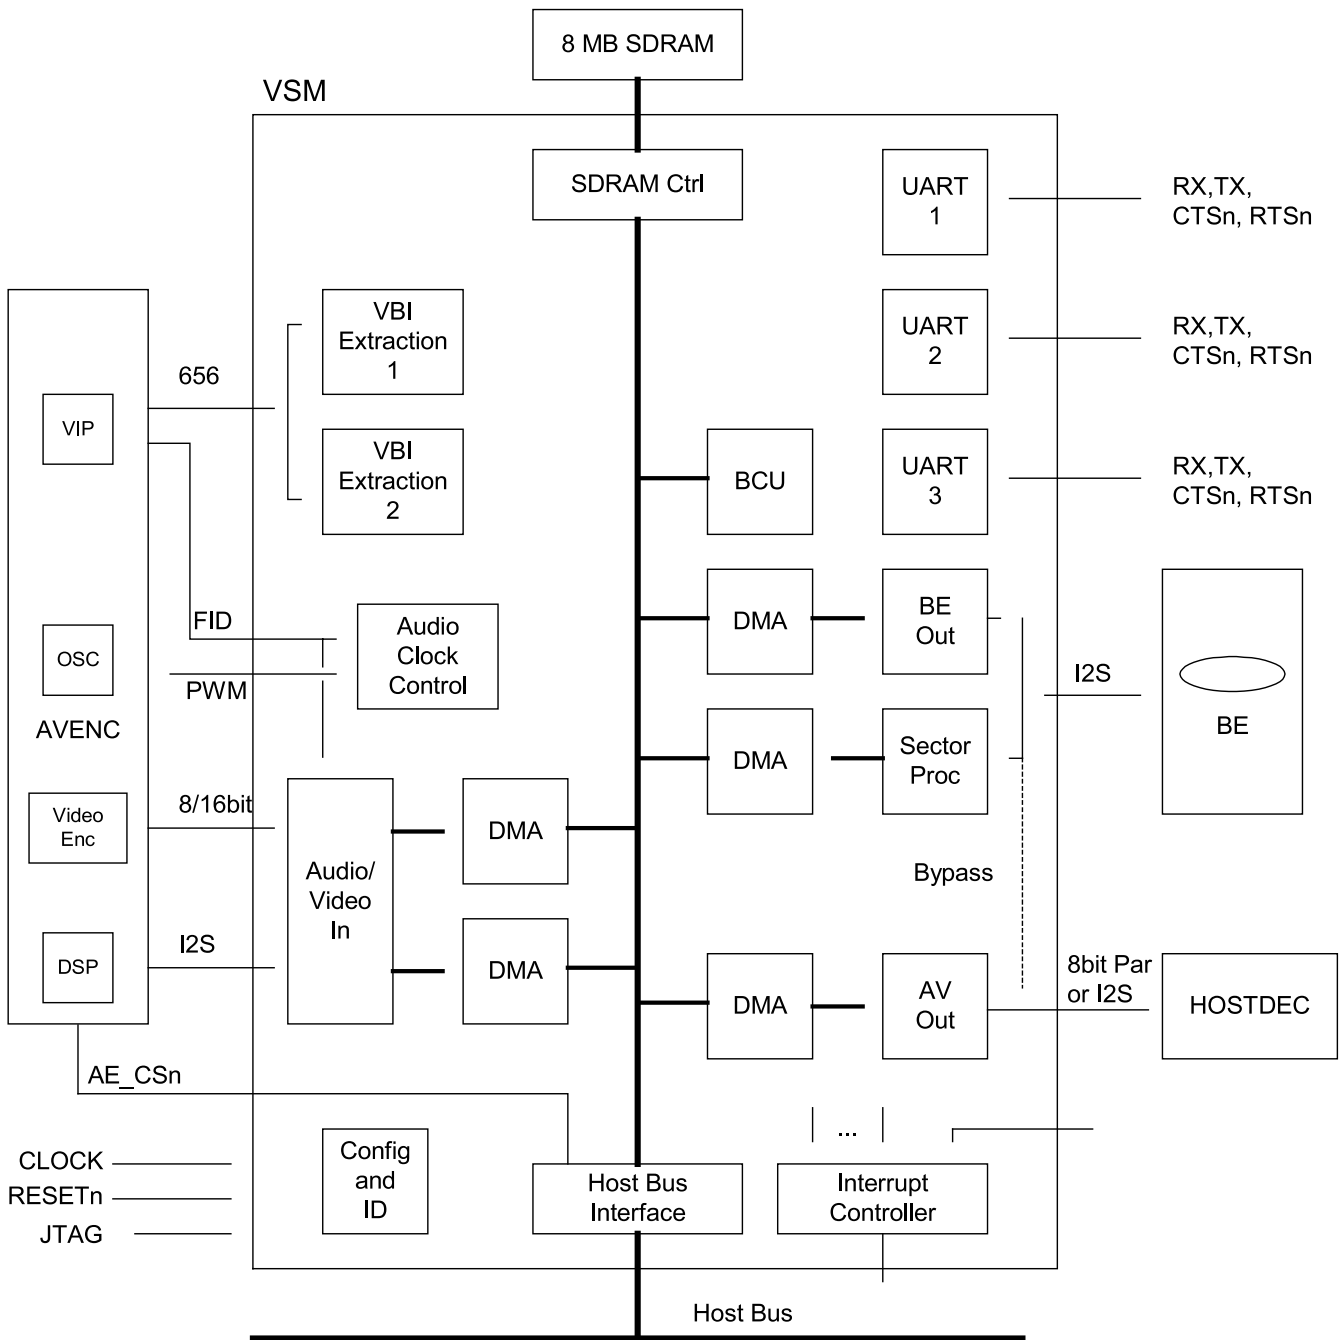 8 MB SDRAM
VSM
SDRAM Ctrl
UART
1
RX,TX,
CTSn, RTSn
VBI
Extraction
1
UART
2
RX,TX,
CTSn, RTSn
656
VIP
VBI
Extraction
2
BCU
UART
3
RX,TX,
CTSn, RTSn
FID
OSC
PWM
AVENC
Audio
Clock
Control
DMA
BE
Out
I2S
BE
DMA
Sector
Proc
8/16bit
Video
Enc
Audio/
Video
In
DMA
Bypass
I2S
DSP
DMA
DMA
AV
Out
8bit Par
or I2S
HOSTDEC
AE_CSn
...
CLOCK
RESETn
JTAG
Config
and
ID
Host Bus
Interface
Interrupt
Controller
Host Bus